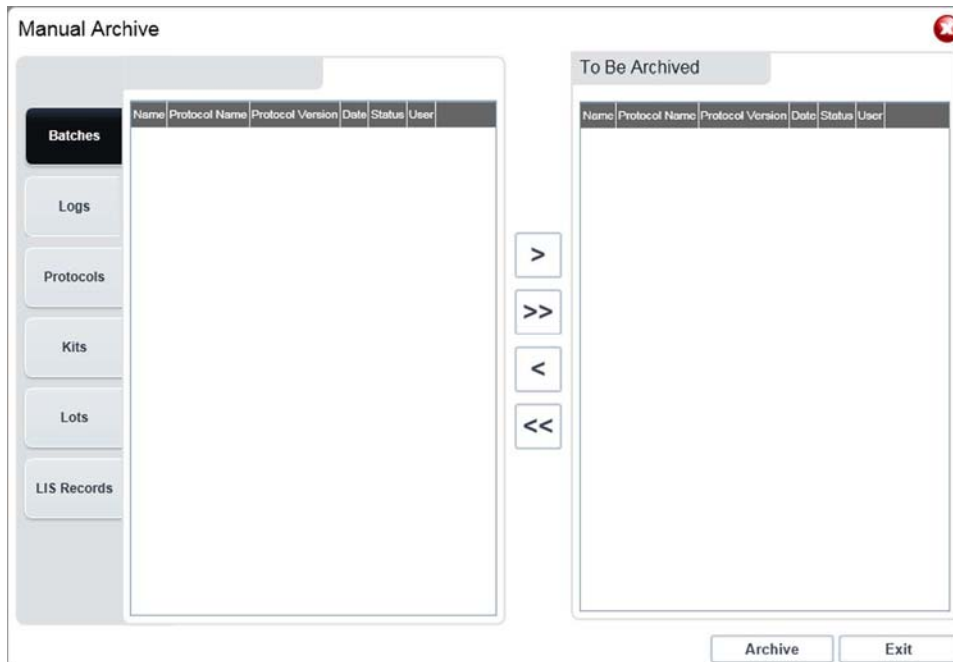 Manual Archive
To Be Archived
Name Protocol Name Protocol Version Date Status User
Name Protocol Name Protocol Version Date Status User
Batches
Logs
Protocols
Kits
Lots
LIS Records
>
>>
<
<<
Archive Exit